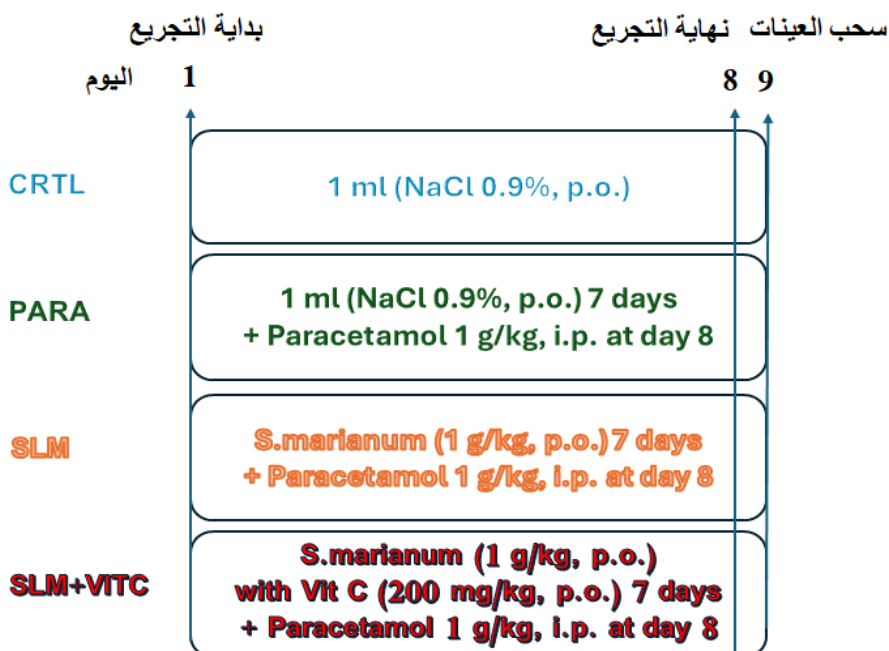 بداية التجريع نهاية التجريع سحب العينات
اليوم 1 8 9
CRTL
1 ml (NaCl 0.9%, p.o.)
PARA
1 ml (NaCl 0.9%, p.o.) 7 days
+ Paracetamol 1 g/kg, i.p. at day 8
SLM
S.marianum (1 g/kg, p.o.) 7 days
+ Paracetamol 1 g/kg, i.p. at day 8
SLM+VITC
S.marianum (1 g/kg, p.o.)
with Vit C (200 mg/kg, p.o.) 7 days
+ Paracetamol 1 g/kg, i.p. at day 8